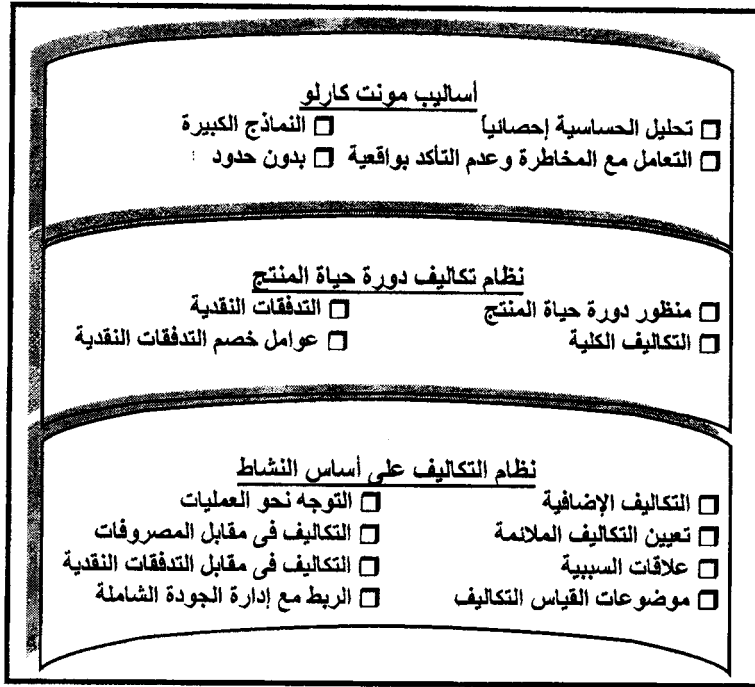 أساليب مونت كارلو
❒ تحليل الحساسية إحصائياً ❒ النماذج الكبيرة
❒ التعامل مع المخاطرة وعدم التأكد بواقعية ❒ بدون حدود
نظام تكاليف دورة حياة المنتج
❒ منظور دورة حياة المنتج ❒ التدفقات النقدية
❒ التكاليف الكلية ❒ عوامل خصم التدفقات النقدية
نظام التكاليف على أساس النشاط
❒ التكاليف الإضافية ❒ التوجه نحو العمليات
❒ تعيين التكاليف الملائمة ❒ التكاليف فى مقابل المصروفات
❒ علاقات السببية ❒ التكاليف فى مقابل التدفقات النقدية
❒ موضوعات القياس التكاليف ❒ الربط مع إدارة الجودة الشاملة